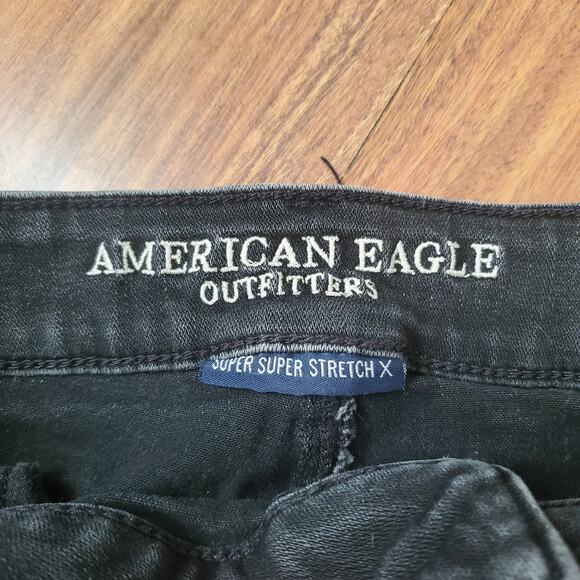 AMERICAN EAGLE
OUTFITTERS
SUPER SUPER STRETCH X